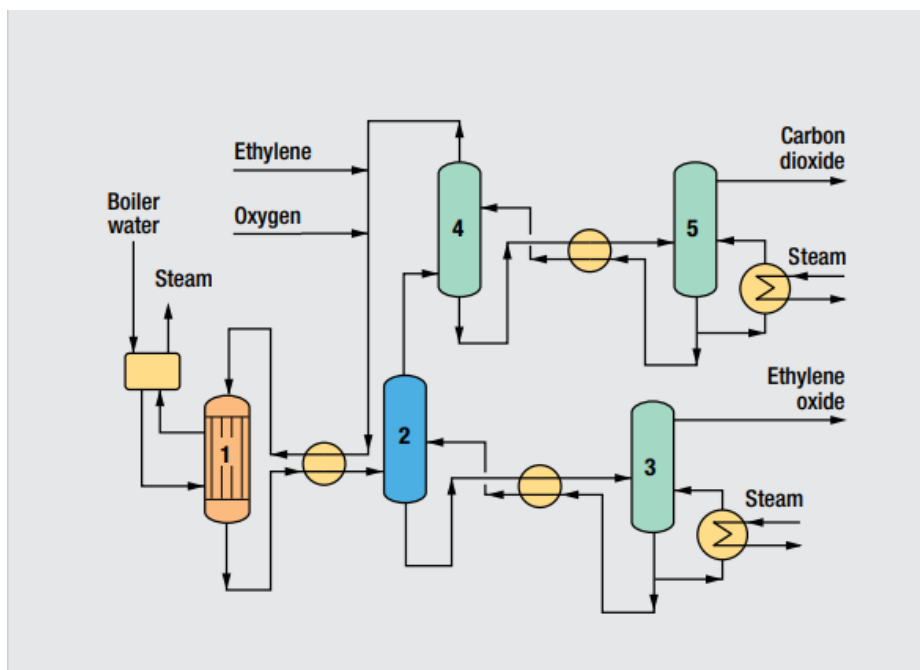 Ethylene
Oxygen
Boiler
water
Steam
Carbon
dioxide
Steam
Ethylene
oxide
Steam
1
2
3
4
5